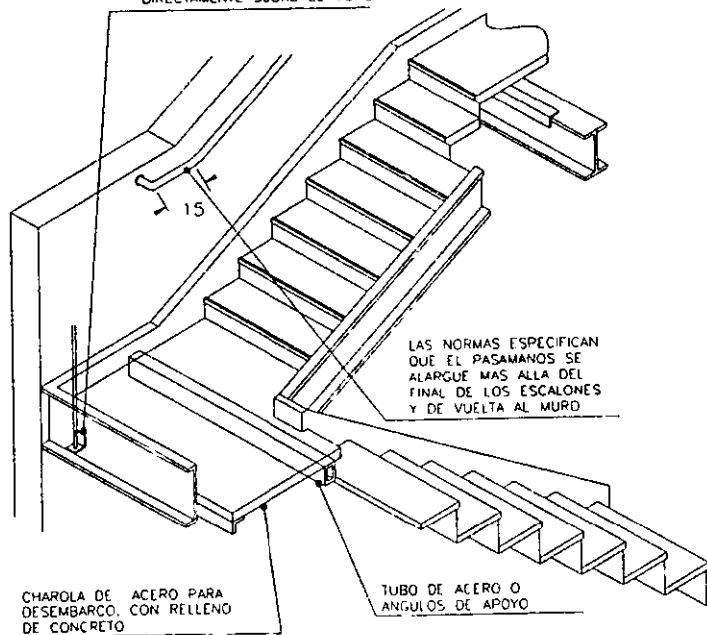 15
LAS NORMAS ESPECIFICAN
QUE EL PASAMANOS SE
ALARGUE MAS ALLA DEL
FINAL DE LOS ESCALONES
Y DE VUELTA AL MURO
CHAROLA DE ACERO PARA
DESEMBARCO, CON RELLENO
DE CONCRETO
TUBO DE ACERO O
ANGULOS DE APOYO